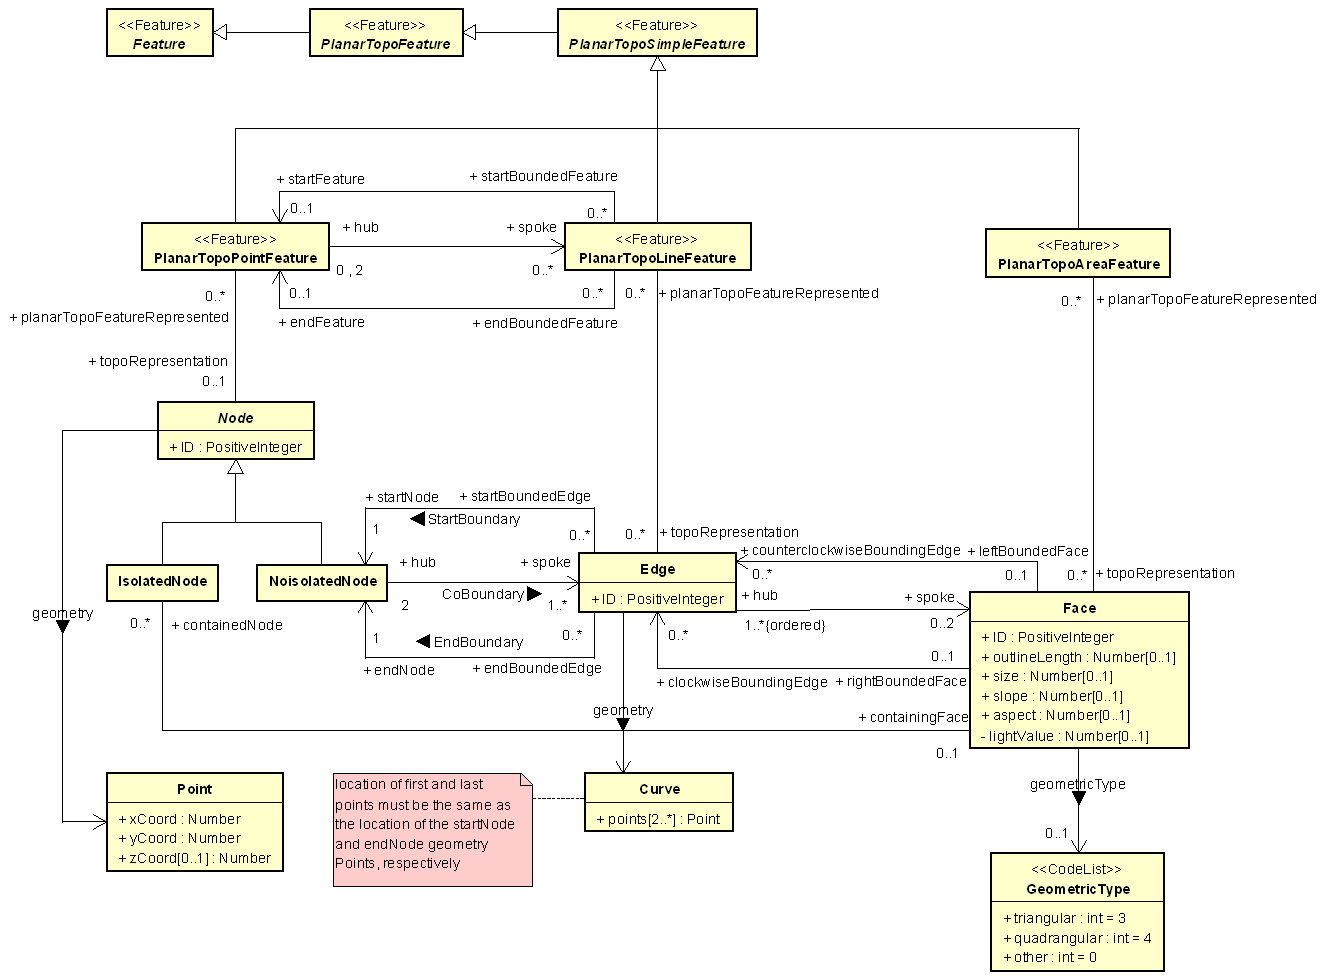 <<Feature>>
Feature
<<Feature>>
PlanarTopoFeature
<<Feature>>
PlanarTopoSimpleFeature
+ startFeature
+ startBoundedFeature
0..1
0..*
<<Feature>>
PlanarTopoPointFeature
+ hub
+ spoke
0 , 2
0..*
<<Feature>>
PlanarTopoLineFeature
<<Feature>>
PlanarTopoAreaFeature
0..1
0..*
+ endFeature
+ endBoundedFeature
0..*
+ planarTopoFeatureRepresented
0..*
+ planarTopoFeatureRepresented
0..*
+ planarTopoFeatureRepresented
+ topoRepresentation
0..1
Node
+ ID : PositiveInteger
+ startNode
+ startBoundedEdge
StartBoundary
1
0..*
0..*
+ topoRepresentation
+ counterclockwiseBoundingEdge
+ leftBoundedFace
0..*
0..1
0..*
+ topoRepresentation
IsolatedNode
NoisolatedNode
+ hub
+ spoke
CoBoundary
2
1..*
Edge
+ ID : PositiveInteger
+ hub
+ spoke
1..*{ordered}
0..2
geometry
0..*
+ containedNode
1
EndBoundary
0..*
+ endNode
+ endBoundedEdge
0..*
0..1
+ clockwiseBoundingEdge
+ rightBoundedFace
Face
+ ID : PositiveInteger
+ outlineLength : Number[0..1]
+ size : Number[0..1]
+ slope : Number[0..1]
+ aspect : Number[0..1]
- lightValue : Number[0..1]
geometry
+ containingFace
0..1
Point
+ xCoord : Number
+ yCoord : Number
+ zCoord[0..1] : Number
location of first and last
points must be the same as
the location of the startNode
and endNode geometry
Points, respectively
Curve
+ points[2..*] : Point
geometricType
0..1
<<CodeList>>
GeometricType
+ triangular : int = 3
+ quadrangular : int = 4
+ other : int = 0